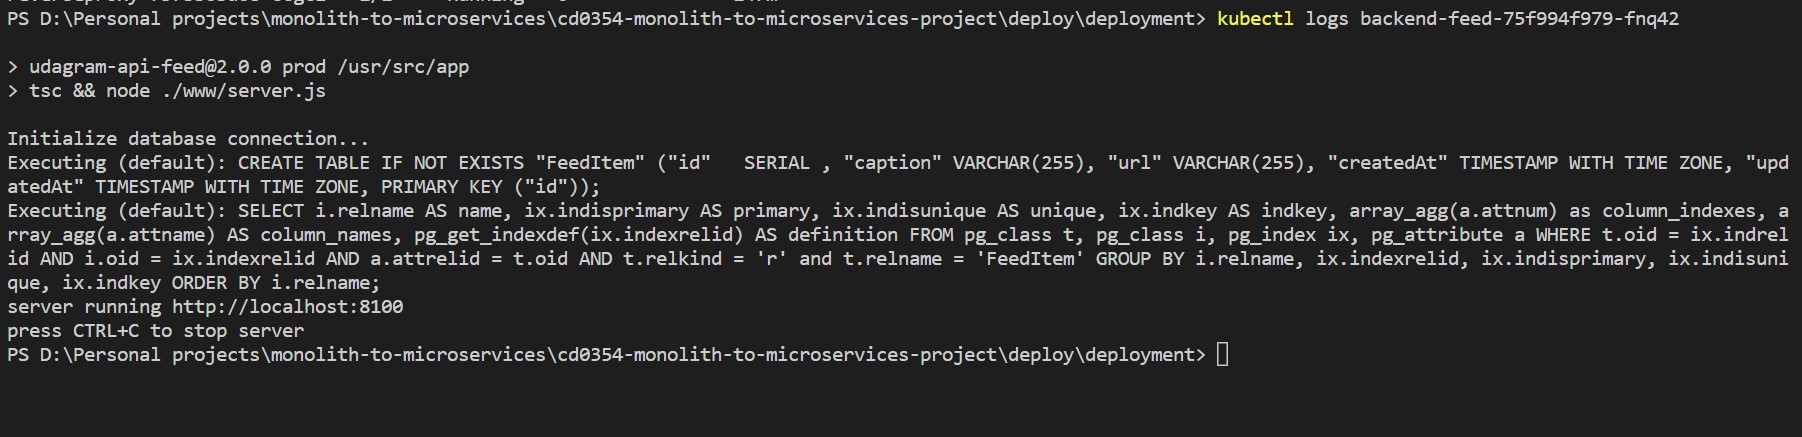 PS D:\Personal projects\monolith-to-microservices\cd0354-monolith-to-microservices-project\deploy\deployment> kubectl logs backend-feed-75f994f979-fnq42
> udagram-api-feed@2.0.0 prod /usr/src/app
> tsc && node ./www/server.js
Initialize database connection...
Executing (default): CREATE TABLE IF NOT EXISTS "FeedItem" ("id"   SERIAL , "caption" VARCHAR(255), "url" VARCHAR(255), "createdAt" TIMESTAMP WITH TIME ZONE, "upd
atedAt" TIMESTAMP WITH TIME ZONE, PRIMARY KEY ("id"));
Executing (default): SELECT i.relname AS name, ix.indisprimary AS primary, ix.indisunique AS unique, ix.indkey AS indkey, array_agg(a.attnum) as column_indexes, a
rray_agg(a.attname) AS column_names, pg_get_indexdef(ix.indexrelid) AS definition FROM pg_class t, pg_class i, pg_index ix, pg_attribute a WHERE t.oid = ix.indrel
id AND i.oid = ix.indexrelid AND a.attrelid = t.oid AND t.relkind = 'r' and t.relname = 'FeedItem' GROUP BY i.relname, ix.indexrelid, ix.indisprimary, ix.indisuni
que, ix.indkey ORDER BY i.relname;
server running http://localhost:8100
press CTRL+C to stop server
PS D:\Personal projects\monolith-to-microservices\cd0354-monolith-to-microservices-project\deploy\deployment>